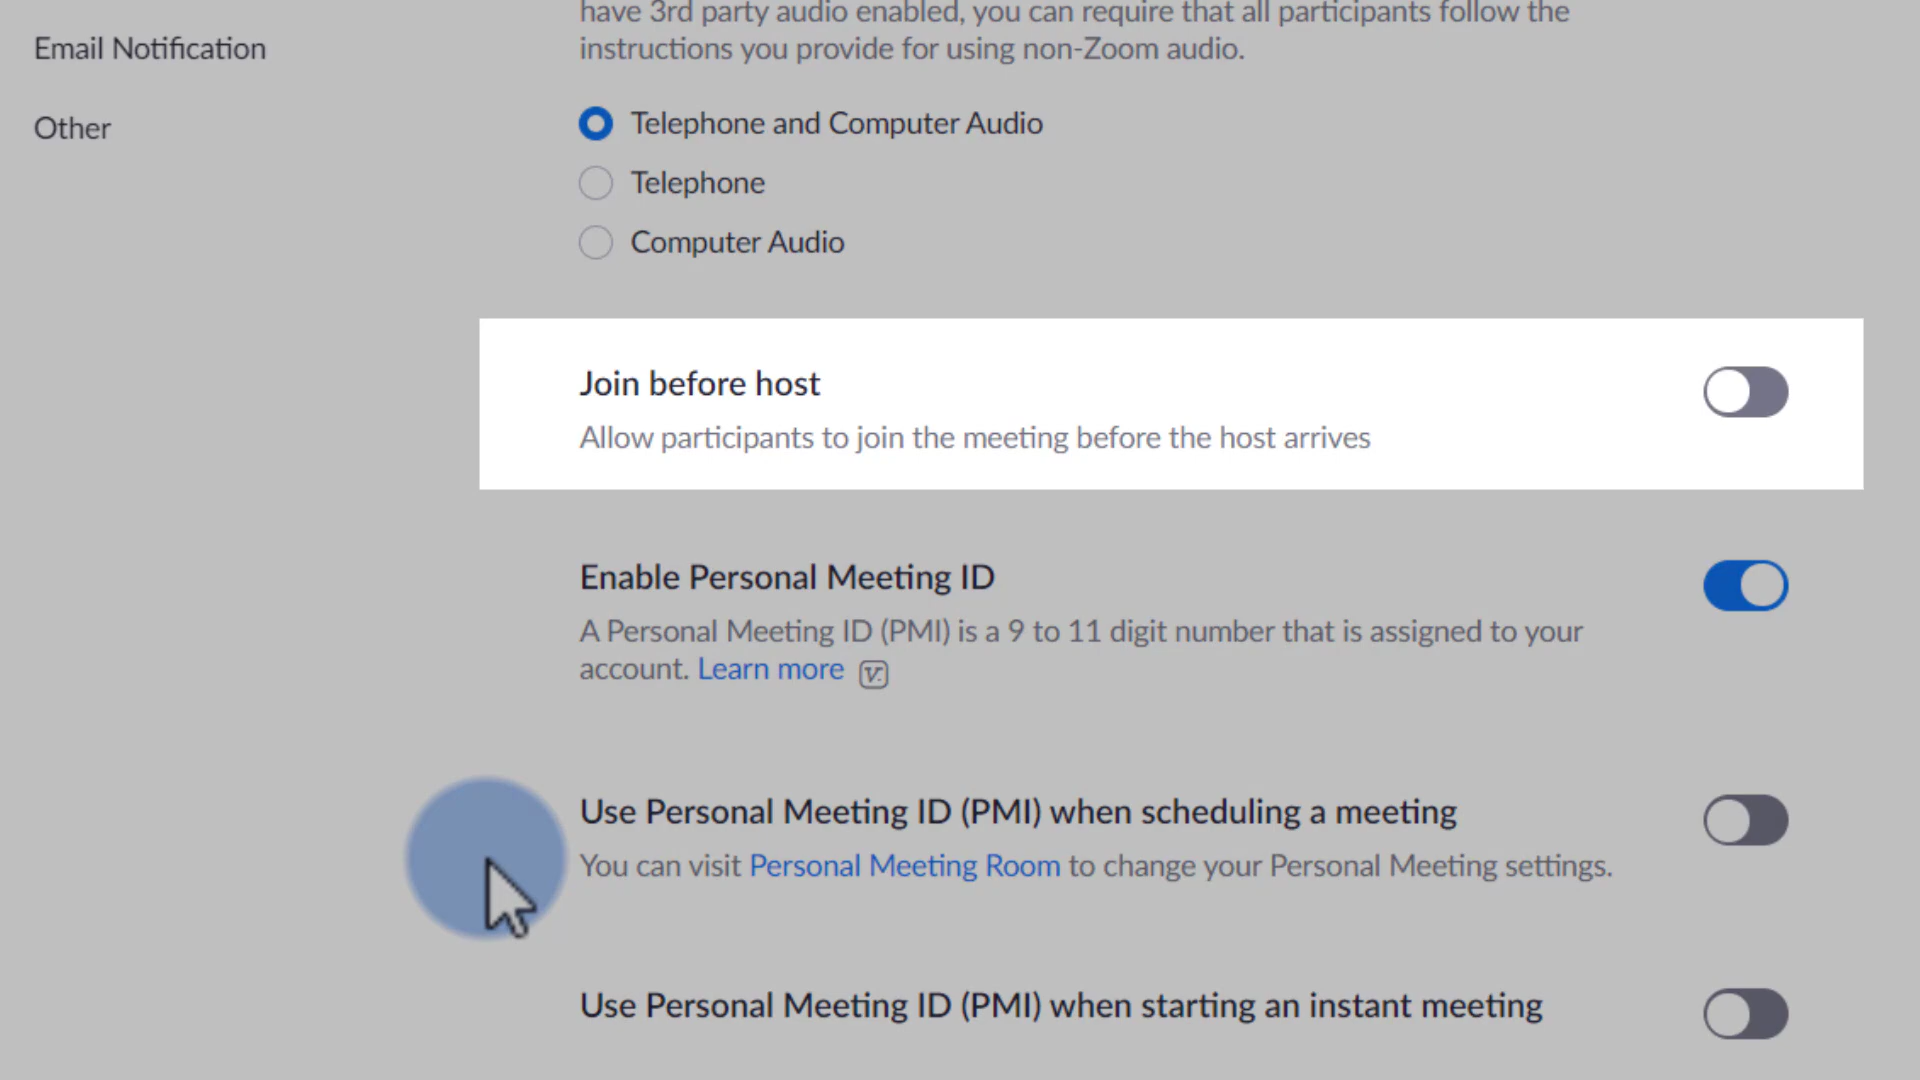 have 3rd party audio enabled, you can require that all participants follow the
Email Notification
instructions you provide for using non-Zoom audio.
Other
Telephone and Computer Audio
Telephone
Computer Audio
Join before host
Allow participants to join the meeting before the host arrives
Enable Personal Meeting ID
A Personal Meeting ID (PMI) is a 9 to 11 digit number that is assigned to your
account. Learn more
Use Personal Meeting ID (PMI) when scheduling a meeting
You can visit Personal Meeting Room to change your Personal Meeting settings.
Use Personal Meeting ID (PMI) when starting an instant meeting